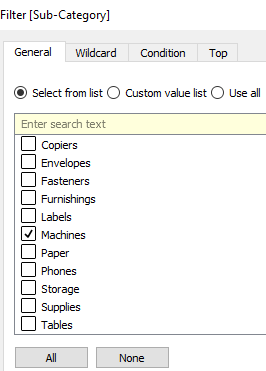 Filter [Sub-Category]
General Wildcard Condition Top
Select from list Custom value list Use all
Enter search text
Copiers
Envelopes
Fasteners
Furnishings
Labels
Machines
Paper
Phones
Storage
Supplies
Tables
All None